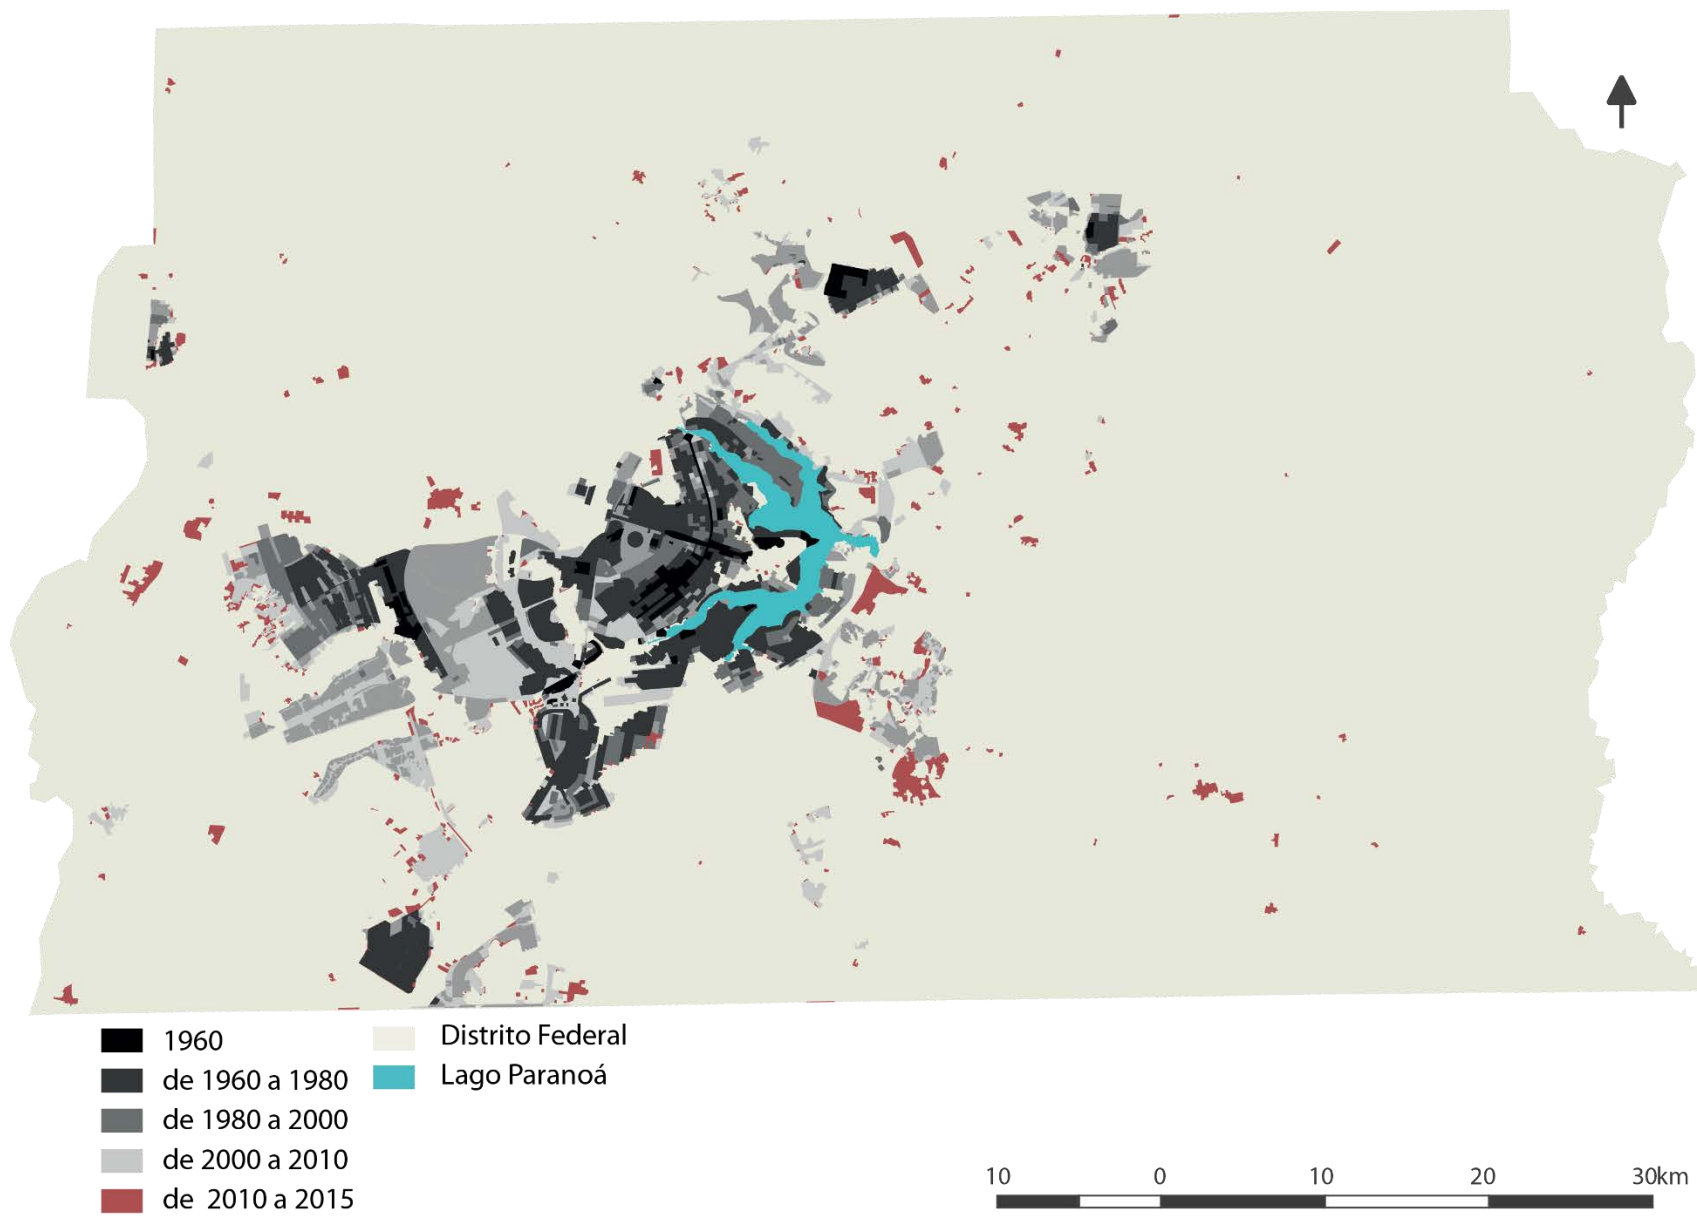 1960
de 1960 a 1980
de 1980 a 2000
de 2000 a 2010
de 2010 a 2015
Distrito Federal
Lago Paranoá
10 0 10 20 30km